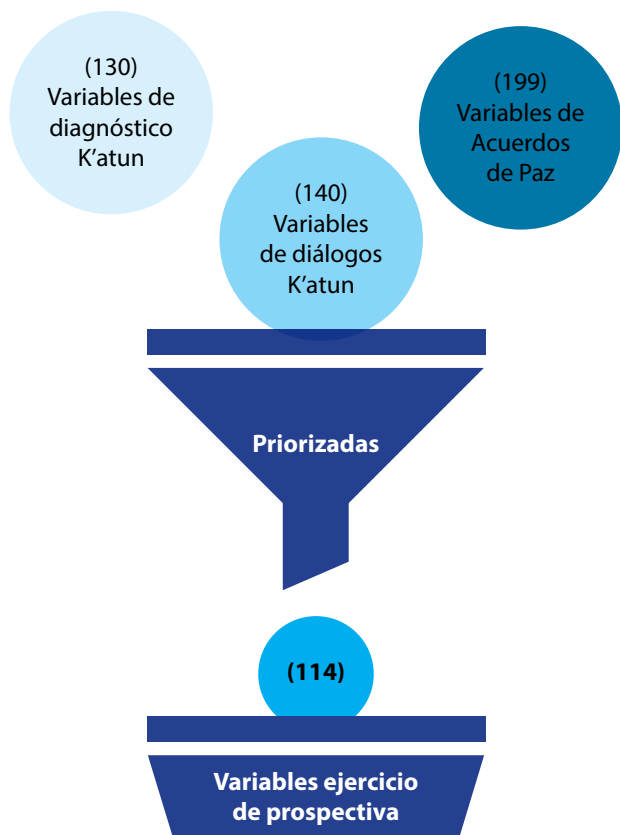 (130)
Variables de
diagnóstico
K'atun
(199)
Variables de
Acuerdos
de Paz
(140)
Variables
de diálogos
K'atun
Priorizadas
(114)
Variables ejercicio
de prospectiva